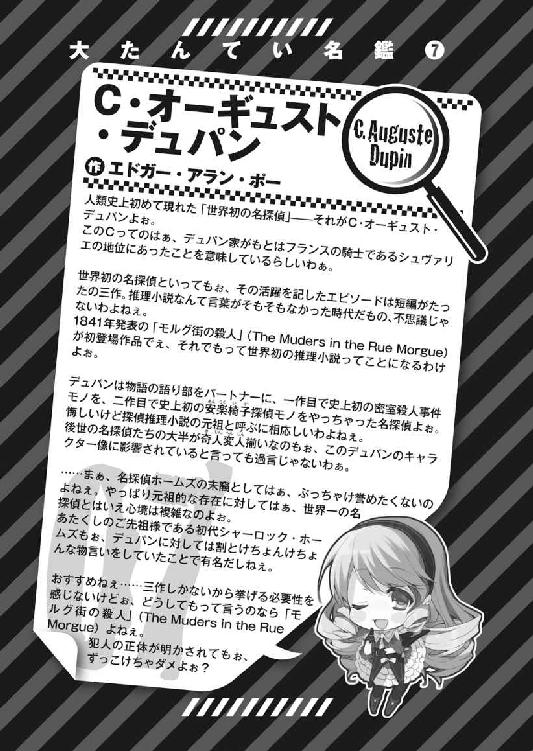 大たんてい名鑑❼
C・オーギュスト
・デュパン
C.Auguste
Dupin
作 エドガー・アラン・ポー
人類史上初めて現れた「世界初の名探偵」――それがC・オーギュスト・
デュパンよぉ。
このCってのはぁ、デュパン家がもとはフランスの騎士であるシュヴァリ
エの地位にあったことを意味しているらしいわぁ。
世界初の名探偵といってもぉ、その活躍を記したエピソードは短編がたっ
たの三作。推理小説なんて言葉がそもそもなかった時代だもの、不思議じゃ
ないわよねぇ。
1841年発表の「モルグ街の殺人」(The Muders in the Rue Morgue)
が初登場作品でぇ、それでもって世界初の推理小説ってことになるわけ
よぉ。
デュパンは物語の語り部をパートナーに、一作目で史上初の密室殺人事件
モノを、二作目で史上初の安楽椅子探偵モノをやっちゃった名探偵よぉ。
悔しいけど探偵推理小説の元祖と呼ぶに相応しいわよねぇ。
後世の名探偵たちの大半が奇人変人揃いなのもぉ、このデュパンのキャラ
クター像に影響されていると言っても過言じゃないわぁ。
……まぁ、名探偵ホームズの末裔としてはぁ、ぶっちゃけ誉めたくないの
よねぇ。やっぱり元祖的な存在に対してはぁ、世界一の名
探偵とはいえ心境は複雑なのよぉ。
あたくしのご先祖様である初代シャーロック・ホー
ムズもぉ、デュパンに対しては割とけちょんけちょ
んな物言いをしていたことで有名だしねぇ。
おすすめねぇ……三作しかないから挙げる必要性を
感じないけどぉ、どうしてもって言うのなら「モ
ルグ街の殺人」(The Muders in the Rue
Morgue) よねぇ。
犯人の正体が明かされてもぉ、
ずっこけちゃダメよぉ?
07